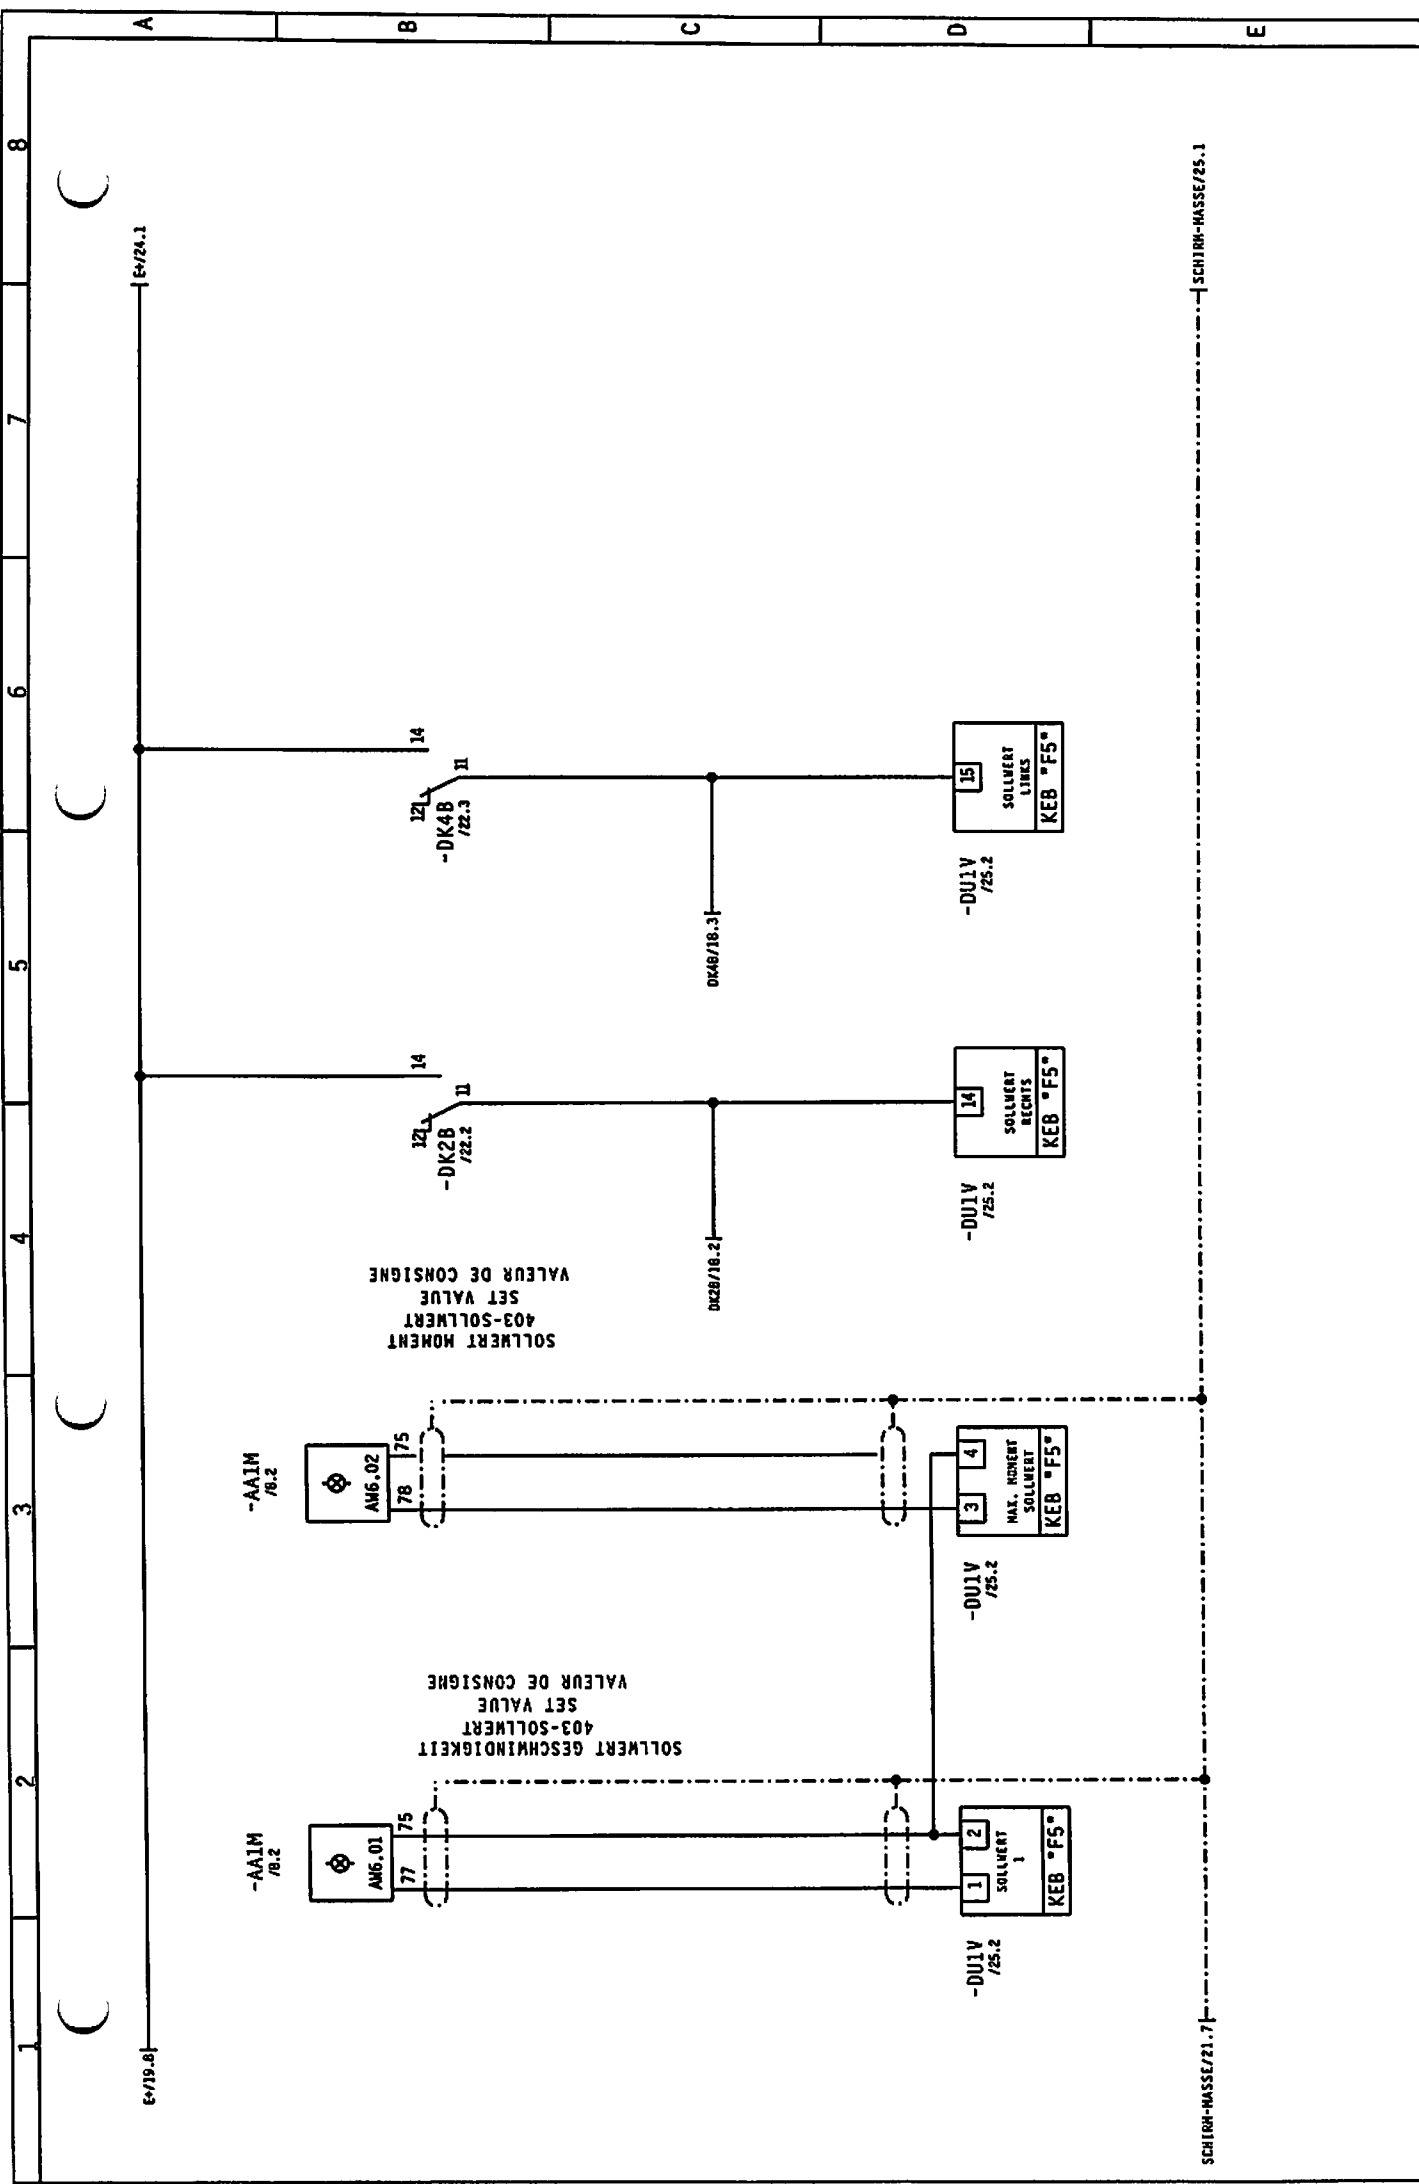 1 2 3 4 5 6 7 8
A
B
C
D
E
E+/19.8
E+/24.1
-AA1M
/8.2
AW6.01
77 75
SOLLWERT GESCHWINDIGKEIT
403-SOLLWERT
SET VALUE
VALEUR DE CONSIGNE
-AA1M
/8.2
AW6.02
78 75
SOLLWERT MOMENT
403-SOLLWERT
SET VALUE
VALEUR DE CONSIGNE
12 14
11
-DK2B
/22.2
12 14
11
-DK4B
/22.3
DK2B/18.2
DK4B/18.3
-DU1V
/25.2
1 2
SOLLWERT
1
KEB "F5"
-DU1V
/25.2
3 4
MAX. MOMENT
SOLLWERT
KEB "F5"
-DU1V
/25.2
14
SOLLWERT
RECHTS
KEB "F5"
-DU1V
/25.2
15
SOLLWERT
LINKS
KEB "F5"
SCHIRM-MASSE/21.7
SCHIRM-MASSE/25.1